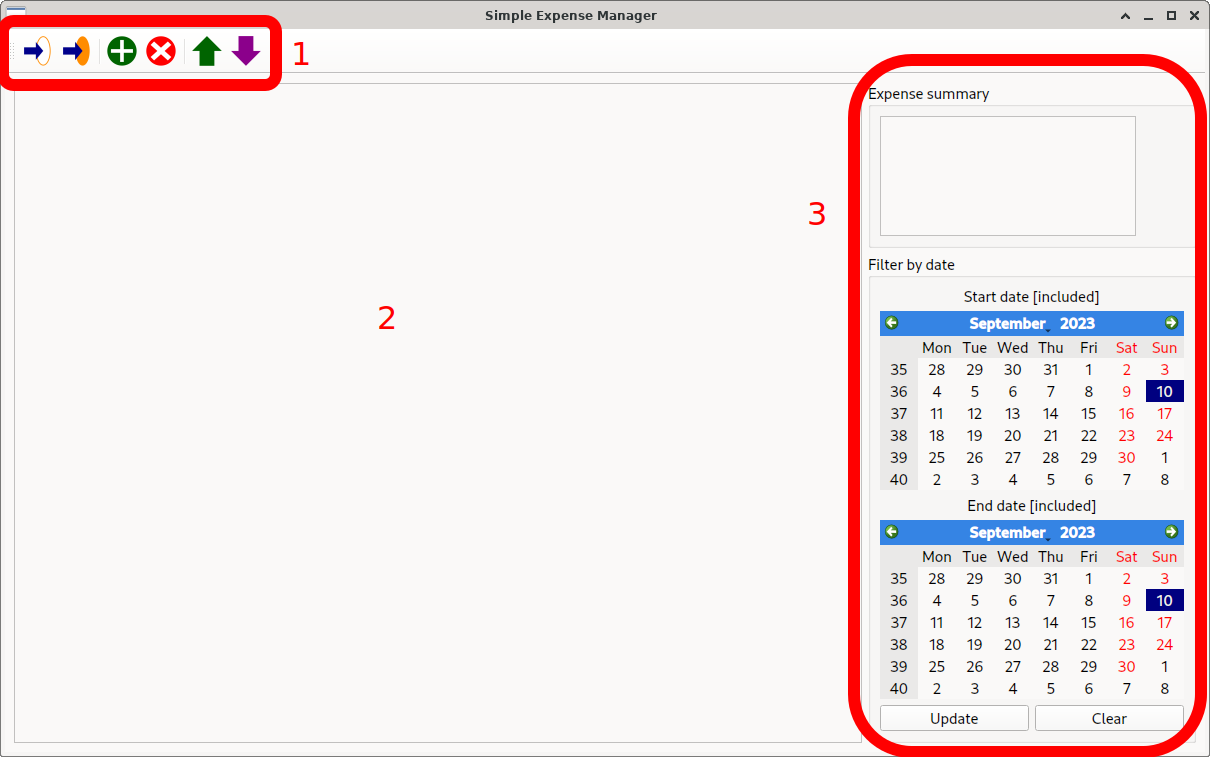 Simple Expense Manager
1
Expense summary
3
Filter by date
2
Start date [included]
September 2023
Mon Tue Wed Thu Fri Sat Sun
35 28 29 30 31 1 2 3
36 4 5 6 7 8 9 10
37 11 12 13 14 15 16 17
38 18 19 20 21 22 23 24
39 25 26 27 28 29 30 1
40 2 3 4 5 6 7 8
End date [included]
September 2023
Mon Tue Wed Thu Fri Sat Sun
35 28 29 30 31 1 2 3
36 4 5 6 7 8 9 10
37 11 12 13 14 15 16 17
38 18 19 20 21 22 23 24
39 25 26 27 28 29 30 1
40 2 3 4 5 6 7 8
Update Clear